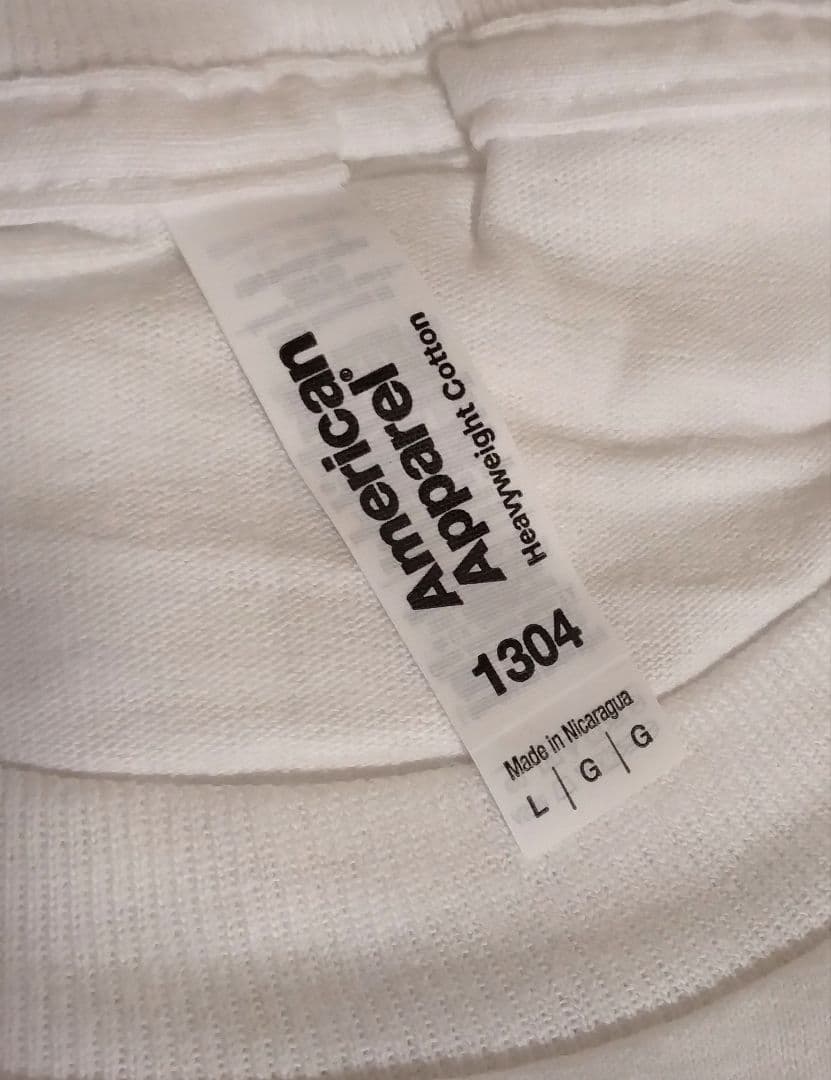 American
Apparel®
Heavyweight Cotton
1304
Made in Nicaragua
L | G | G